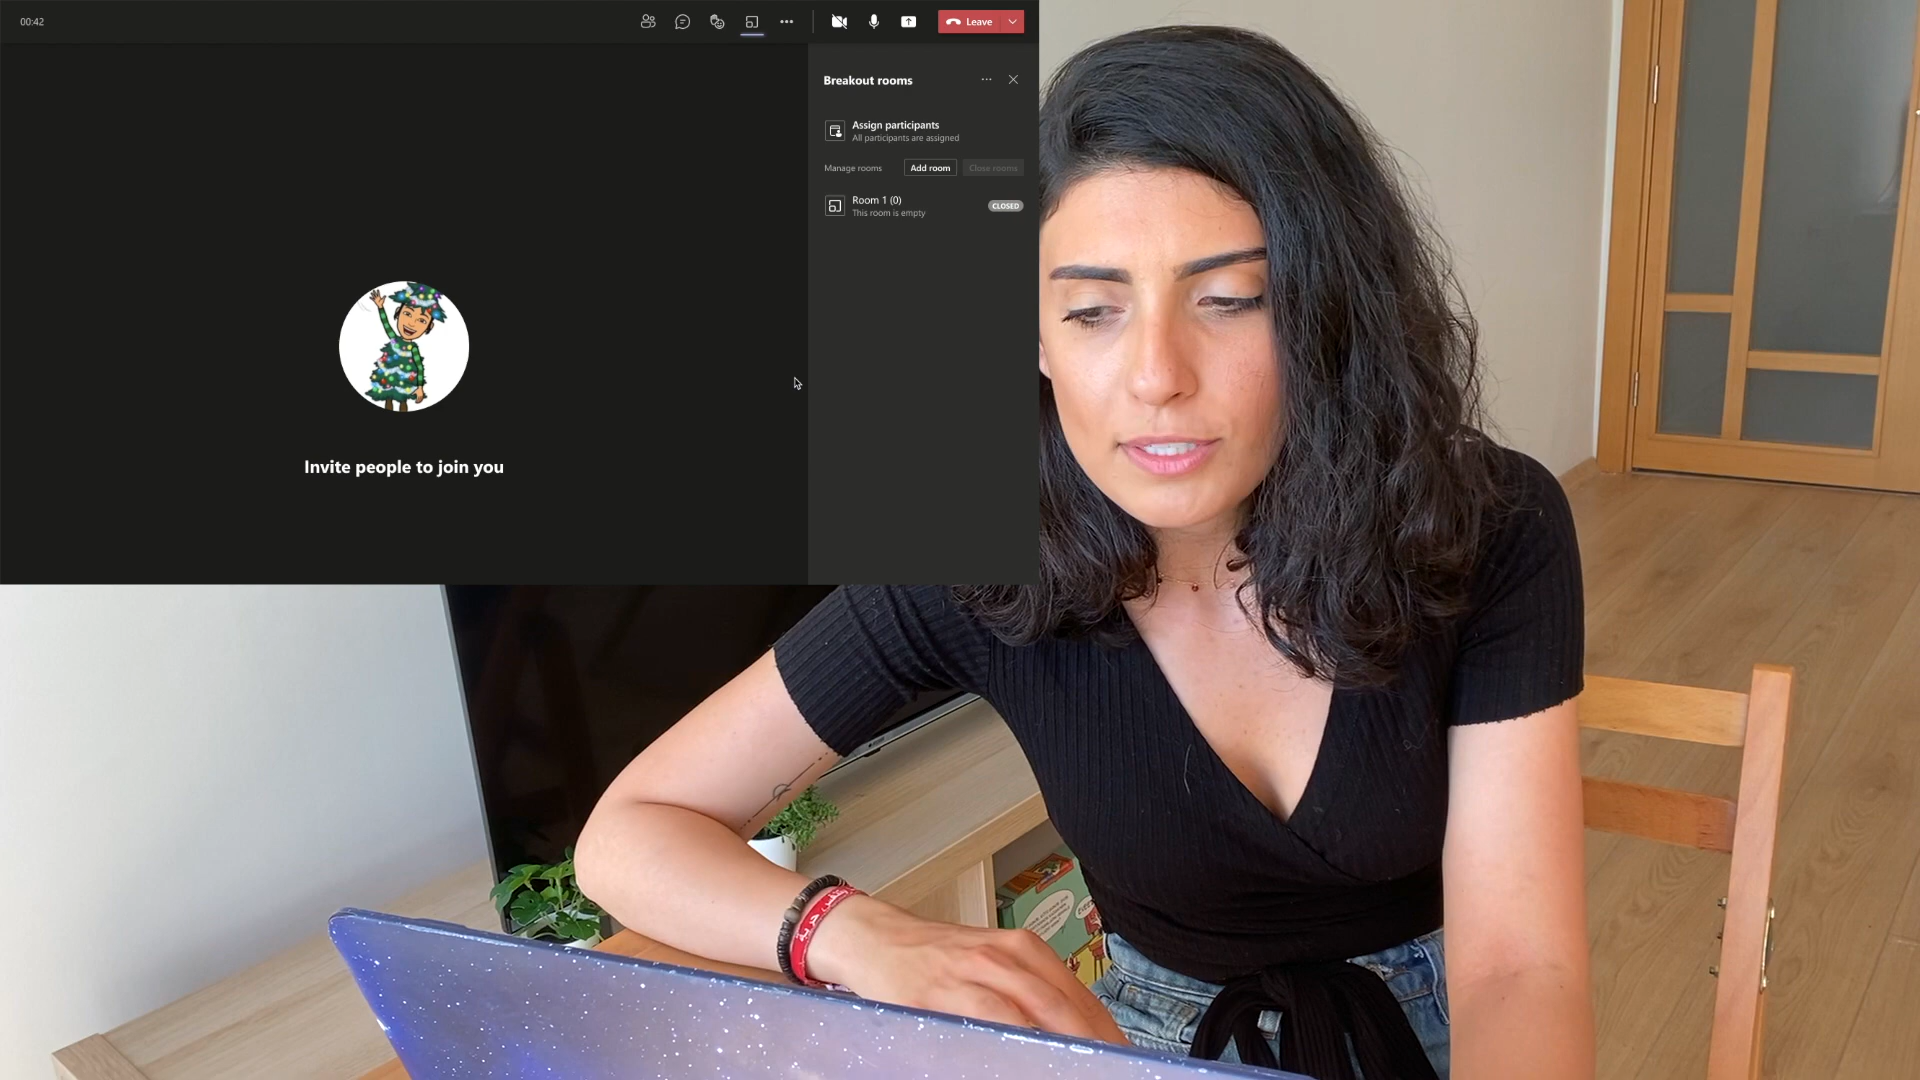 00:42
Leave
Breakout rooms
Assign participants
All participants are assigned
Manage rooms
Add room
Close rooms
Room 1 (0)
This room is empty
CLOSED
Invite people to join you